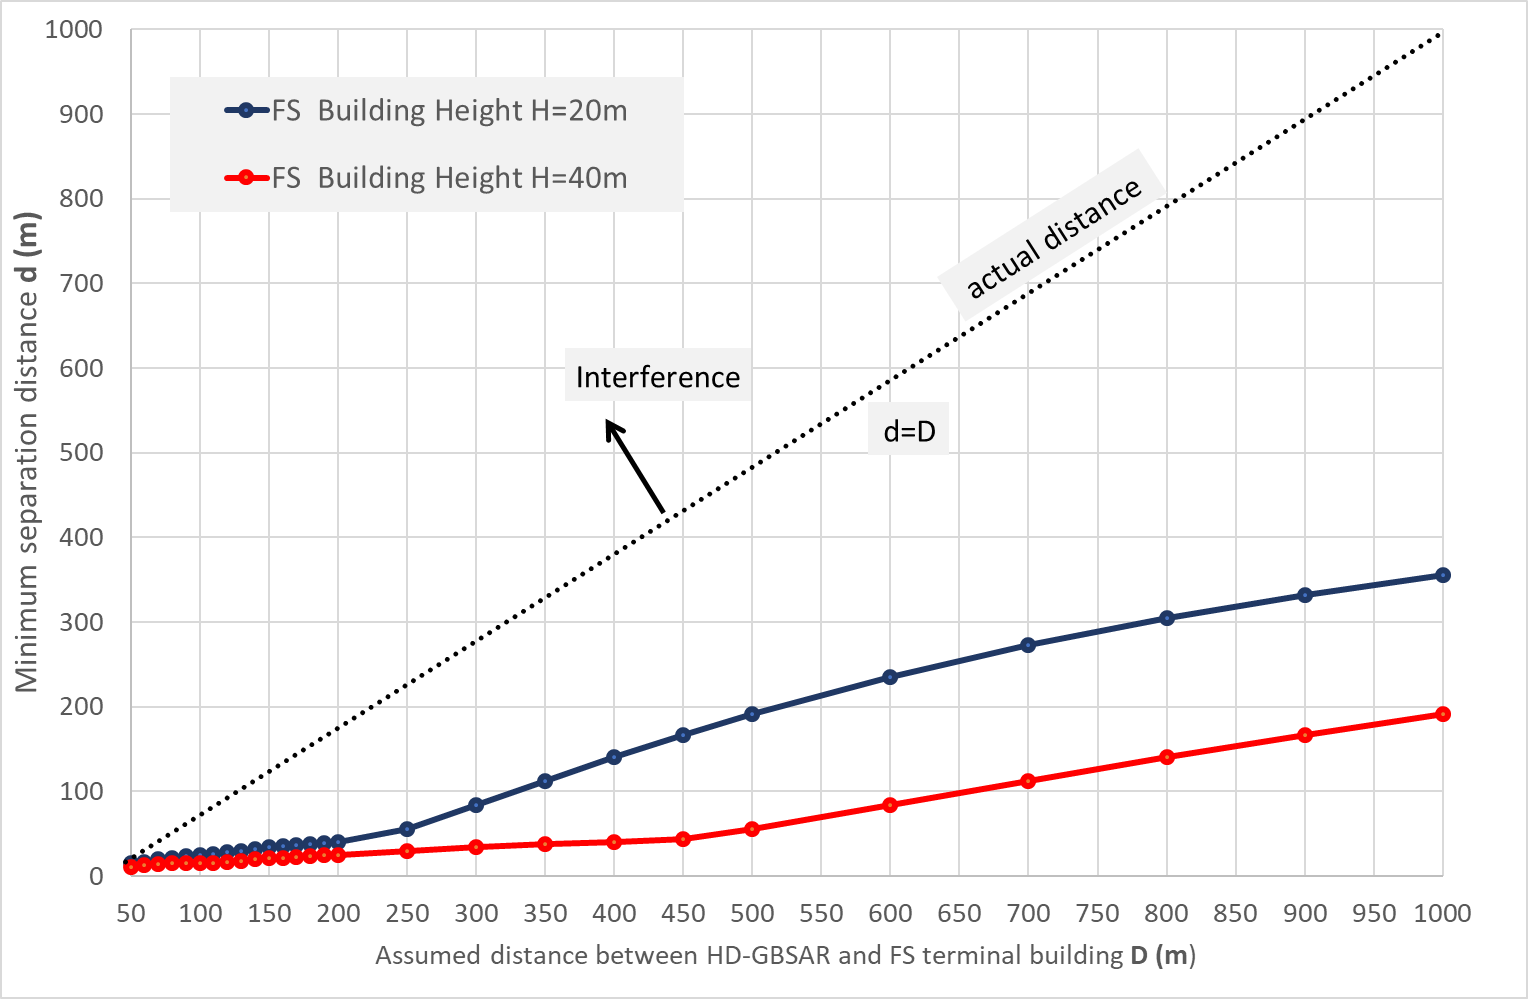 1000
900
800
700
600
500
400
300
200
100
0
Minimum separation distance d (m)
FS  Building Height H=20m
FS  Building Height H=40m
actual distance
Interference
d=D
50 100 150 200 250 300 350 400 450 500 550 600 650 700 750 800 850 900 950 1000
Assumed distance between HD-GBSAR and FS terminal building D (m)